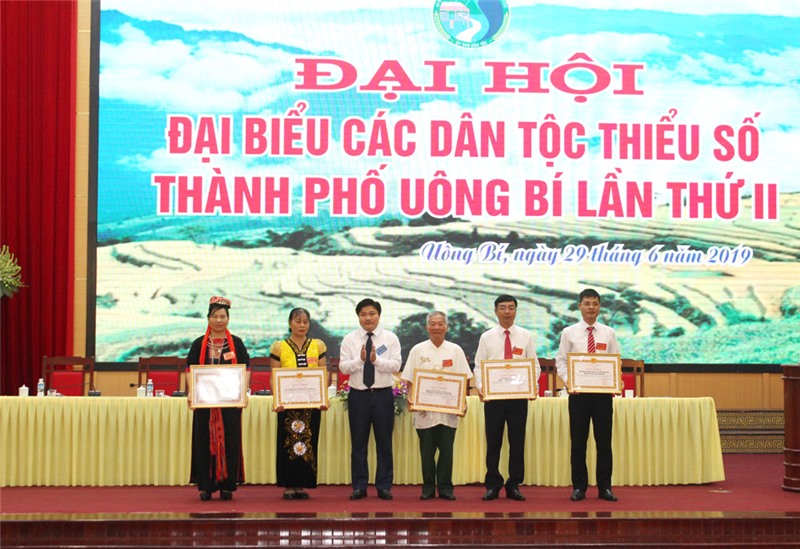 ĐẠI HỘI
ĐẠI BIỂU CÁC DÂN TỘC THIỂU SỐ
THÀNH PHỐ UÔNG BÍ LẦN THỨ II
Uông Bí, ngày 29 tháng 6 năm 2019